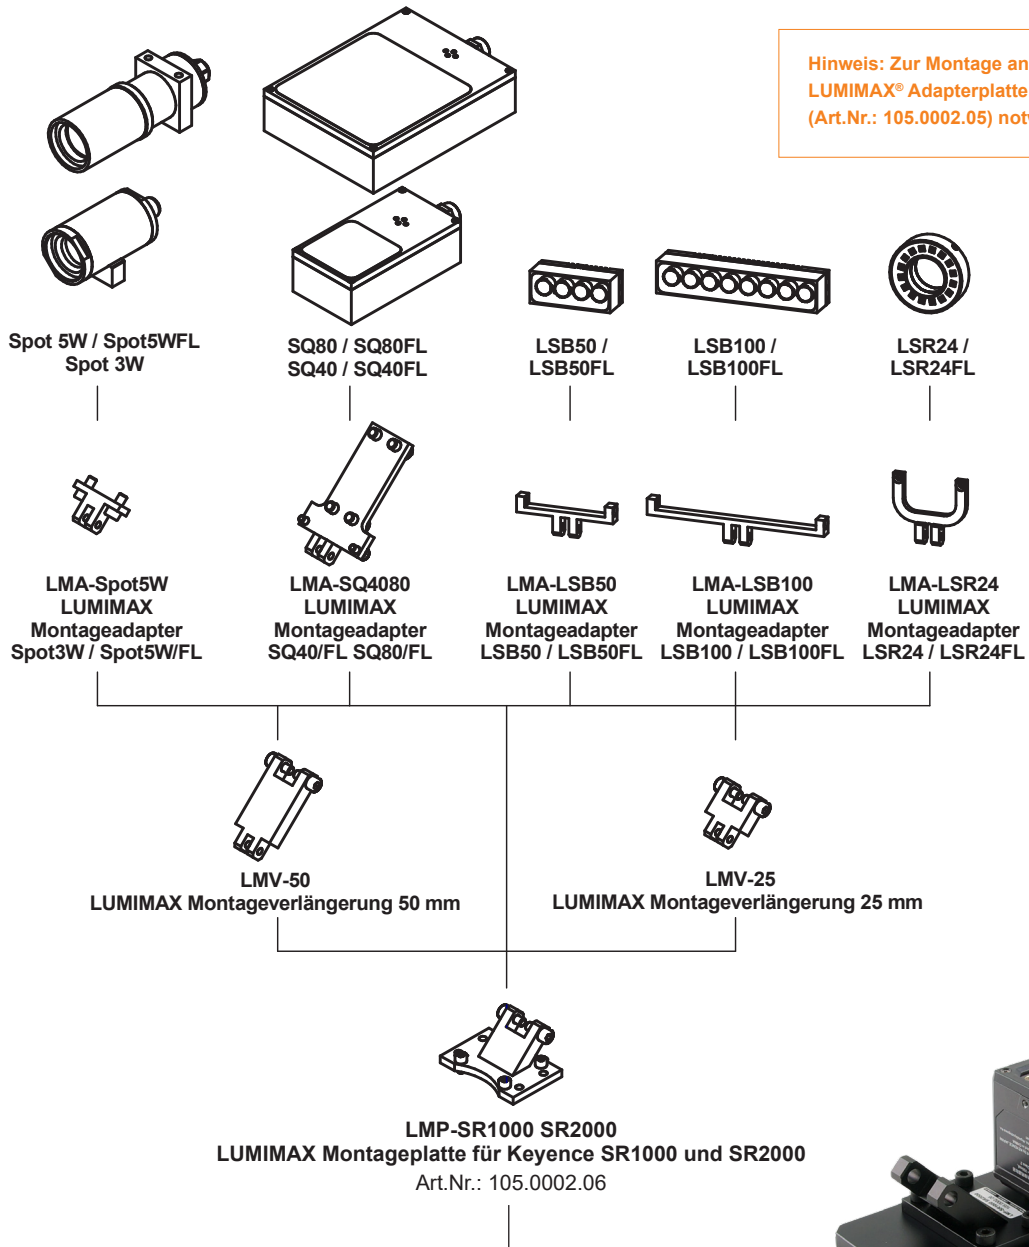 Hinweis: Zur Montage an
LUMIMAX® Adapterplatte
(Art.Nr.: 105.0002.05)
Spot 5W / Spot5WFL
Spot 3W
SQ80 / SQ80FL
SQ40 / SQ40FL
LSB50 /
LSB50FL
LSB100 /
LSB100FL
LSR24 /
LSR24FL
LMA-Spot5W
LUMIMAX
Montageadapter
Spot3W / Spot5W/FL
LMA-SQ4080
LUMIMAX
Montageadapter
SQ40/FL SQ80/FL
LMA-LSB50
LUMIMAX
Montageadapter
LSB50 / LSB50FL
LMA-LSB100
LUMIMAX
Montageadapter
LSB100 / LSB100FL
LMA-LSR24
LUMIMAX
Montageadapter
LSR24 / LSR24FL
LMV-50
LUMIMAX Montageverlängerung 50 mm
LMV-25
LUMIMAX Montageverlängerung 25 mm
LMP-SR1000 SR2000
LUMIMAX Montageplatte für Keyence SR1000 und SR2000
Art.Nr.: 105.0002.06